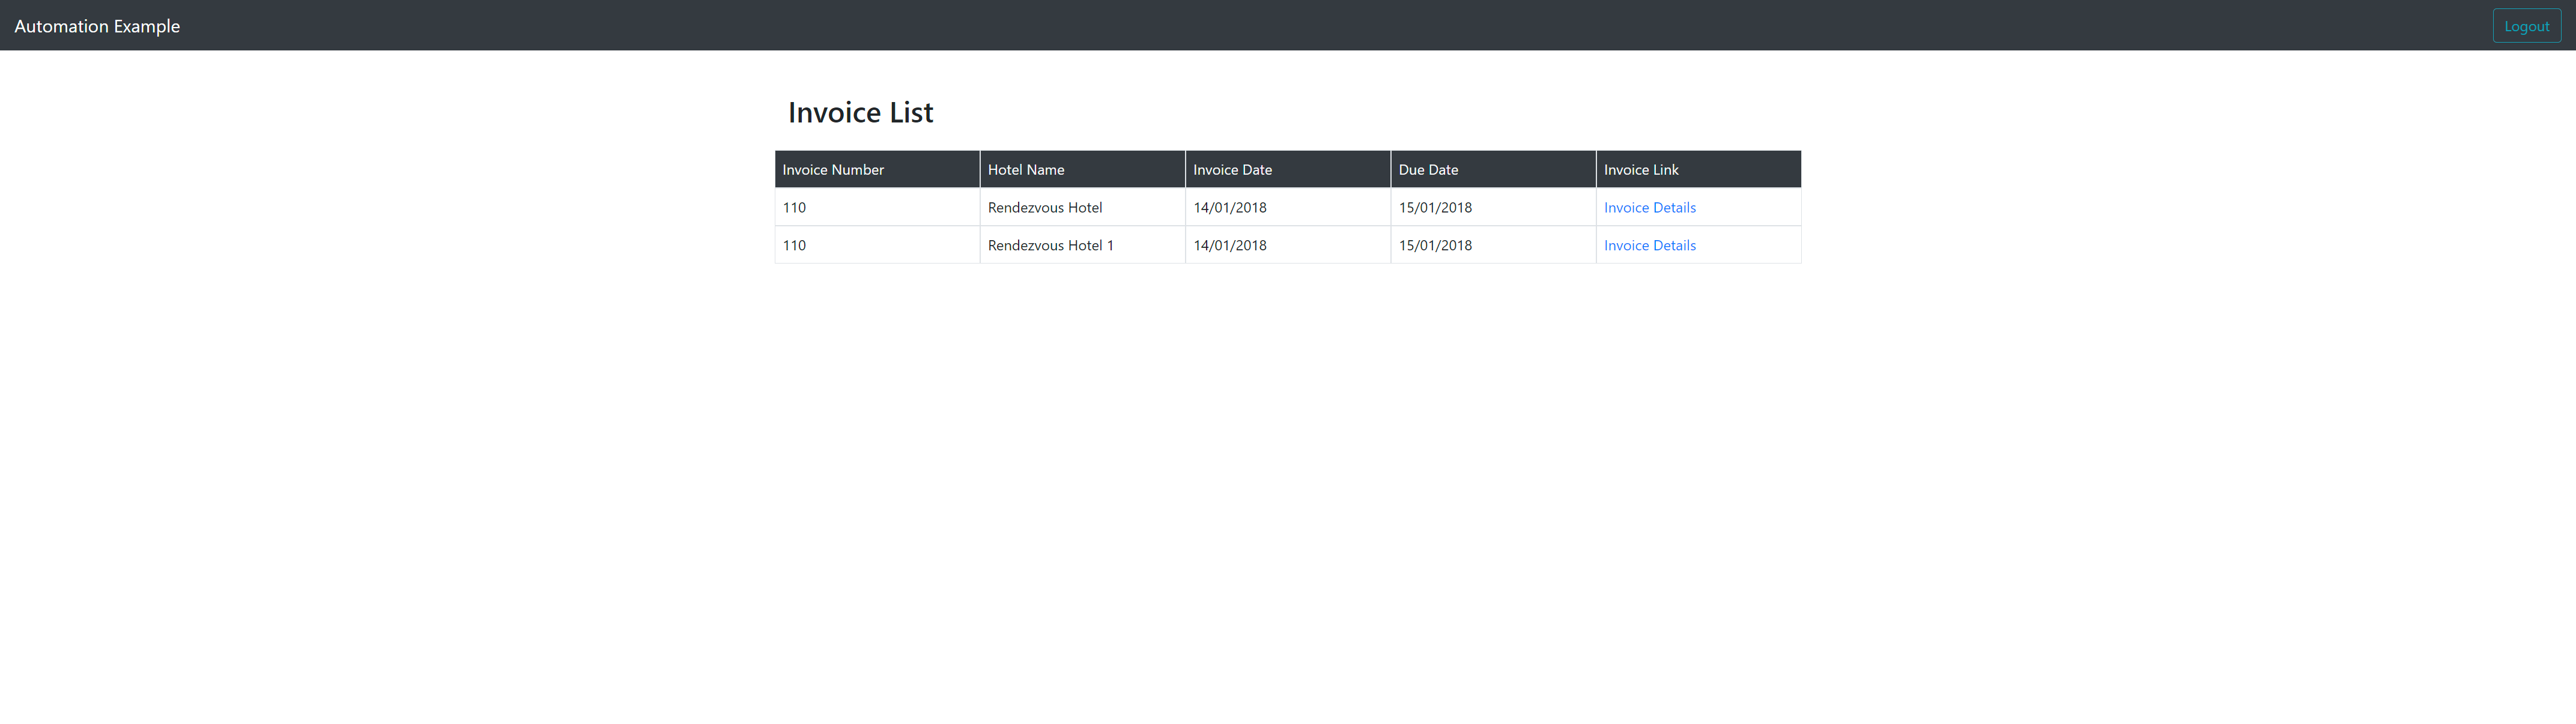 Automation Example Logout
Invoice List
Invoice Number Hotel Name Invoice Date Due Date Invoice Link
110 Rendezvous Hotel 14/01/2018 15/01/2018 Invoice Details
110 Rendezvous Hotel 1 14/01/2018 15/01/2018 Invoice Details